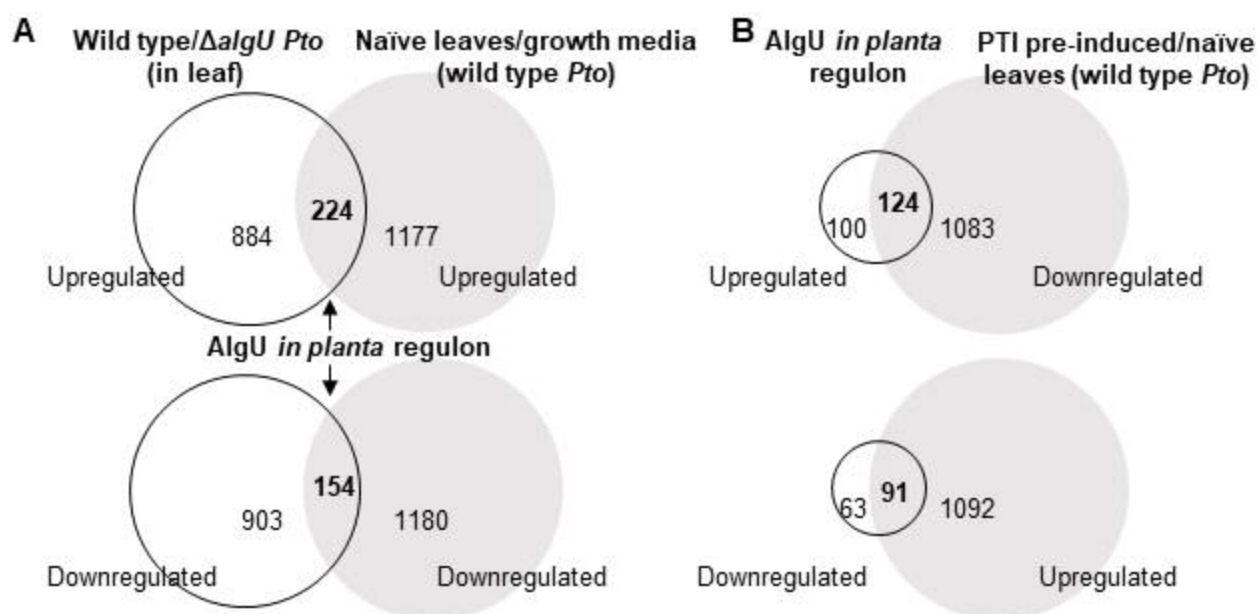 A
Wild type/ΔalgU Pto
(in leaf)
Naïve leaves/growth media
(wild type Pto)
224
884
1177
Upregulated
Upregulated
AlgU in planta regulon
154
903
1180
Downregulated
Downregulated
B
AlgU in planta
regulon
PTI pre-induced/naïve
leaves (wild type Pto)
124
100
1083
Upregulated
Downregulated
91
63
1092
Downregulated
Upregulated